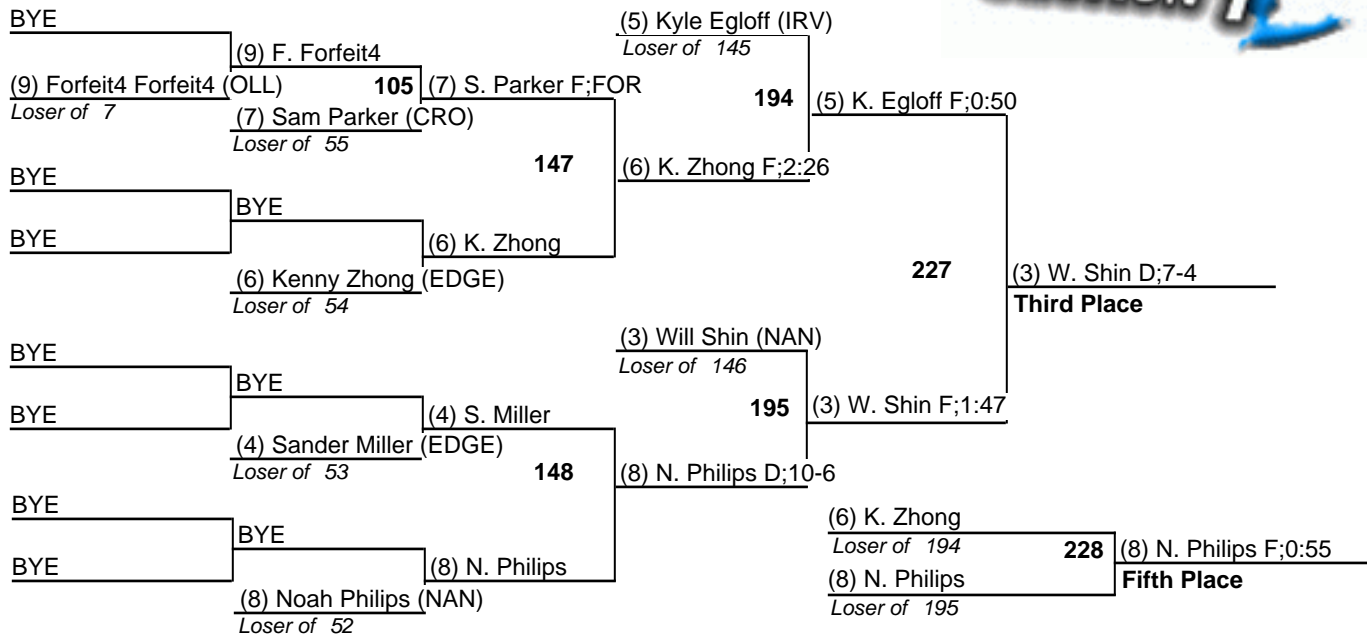 BYE
(9) F. Forfeit4
(9) Forfeit4 Forfeit4 (OLL)
Loser of 7
105
(7) S. Parker F;FOR
(7) Sam Parker (CRO)
Loser of 55
147
BYE
BYE
BYE
(6) K. Zhong
(6) Kenny Zhong (EDGE)
Loser of 54
(5) Kyle Egloff (IRV)
Loser of 145
194
(5) K. Egloff F;0:50
(6) K. Zhong F;2:26
227
(3) W. Shin D;7-4
Third Place
BYE
BYE
BYE
(4) S. Miller
(4) Sander Miller (EDGE)
Loser of 53
148
(3) Will Shin (NAN)
Loser of 146
195
(3) W. Shin F;1:47
(8) N. Philips D;10-6
BYE
BYE
BYE
(8) N. Philips
(8) Noah Philips (NAN)
Loser of 52
(6) K. Zhong
Loser of 194
228
(8) N. Philips F;0:55
Fifth Place
(8) N. Philips
Loser of 195